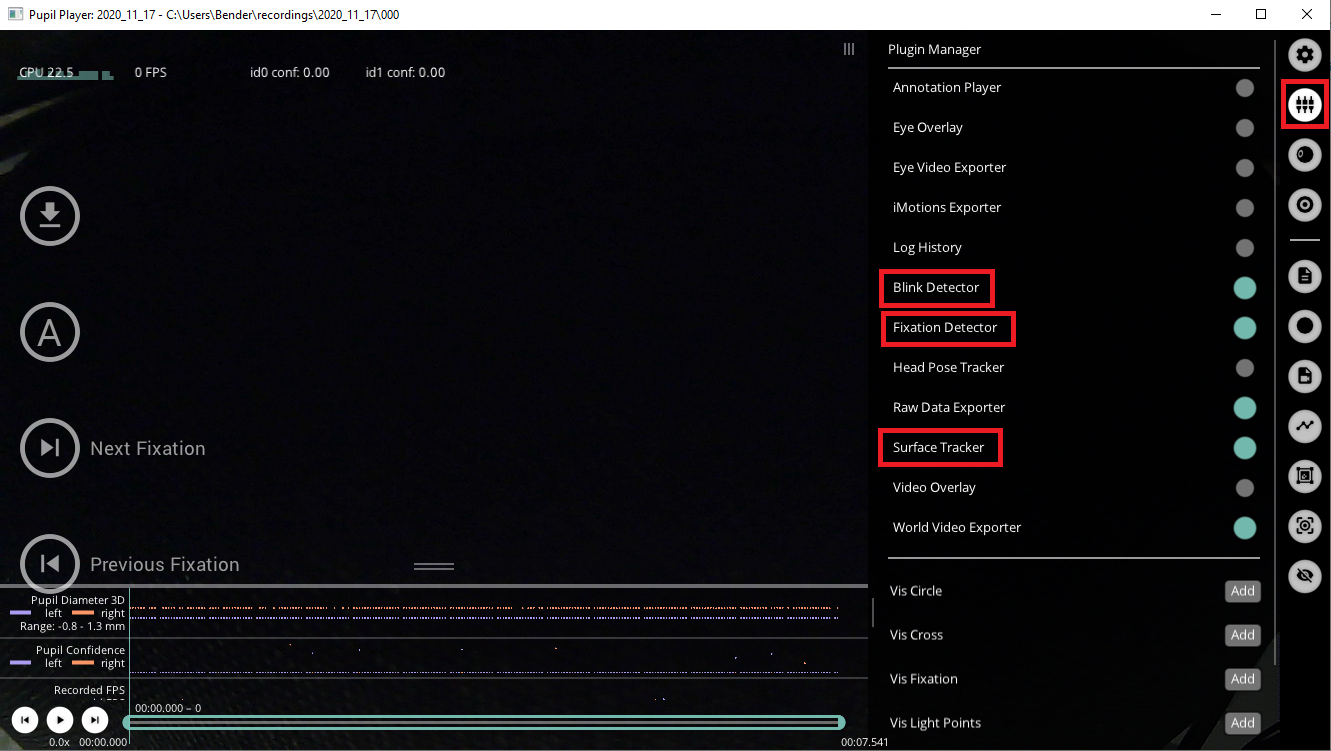 Pupil Player: 2020_11_17 - C:\Users\Bender\recordings\2020_11_17\000
CPU 22.5 0 FPS id0 conf: 0.00 id1 conf: 0.00
A
Next Fixation
Previous Fixation
Pupil Diameter 3D
left right
Range: -0.8 - 1.3 mm
Pupil Confidence
left right
Recorded FPS
00:00.000 – 0
0.0x 00:00.000
00:07.541
Plugin Manager
Annotation Player
Eye Overlay
Eye Video Exporter
iMotions Exporter
Log History
Blink Detector
Fixation Detector
Head Pose Tracker
Raw Data Exporter
Surface Tracker
Video Overlay
World Video Exporter
Vis Circle Add
Vis Cross Add
Vis Fixation Add
Vis Light Points Add